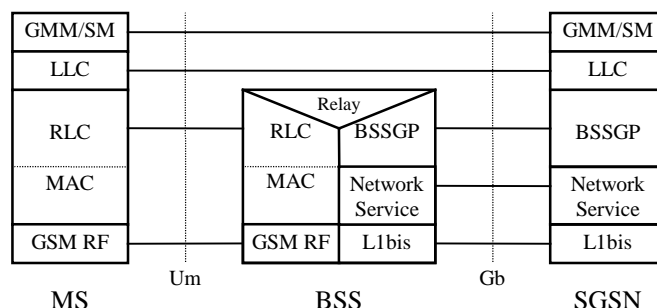 GMM/SM
GMM/SM
LLC
LLC
Relay
RLC
RLC
BSSGP
BSSGP
MAC
MAC
Network
Service
Network
Service
GSM RF
GSM RF
L1bis
L1bis
Um
Gb
MS
BSS
SGSN